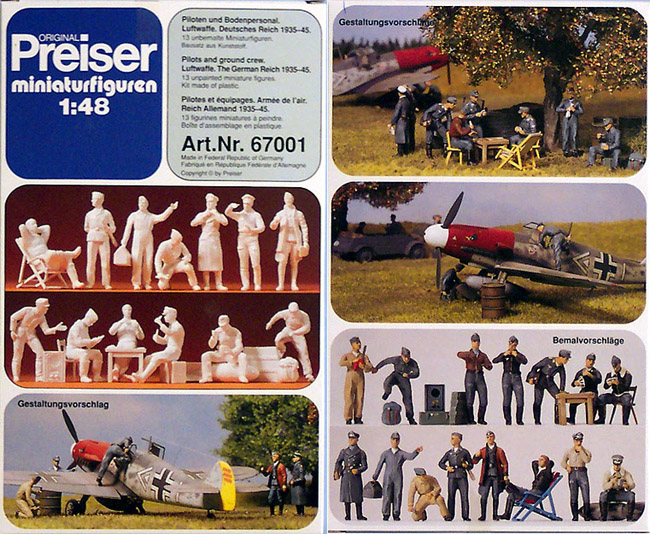 ORIGINAL
Preiser
miniaturfiguren
1:48
Piloten und Bodenpersonal.
Luftwaffe. Deutsches Reich 1935-45.
13 unbemalte Miniaturfiguren.
Bausatz aus Kunststoff.
Pilots and ground crew.
Luftwaffe. The German Reich 1935-45.
13 unpainted miniature figures.
Kit made of plastic.
Pilotes et équipages. Armée de l'air.
Reich Allemand 1935-45.
13 figurines miniatures à peindre.
Boîte d'assemblage en plastique.
Art.Nr. 67001
Made in Federal Republic of Germany
Fabriqué en République Fédérale d'Allemagne
Copyright © by Preiser
Gestaltungsvorschlag
Gestaltungsvorschläge
Bemalvorschläge